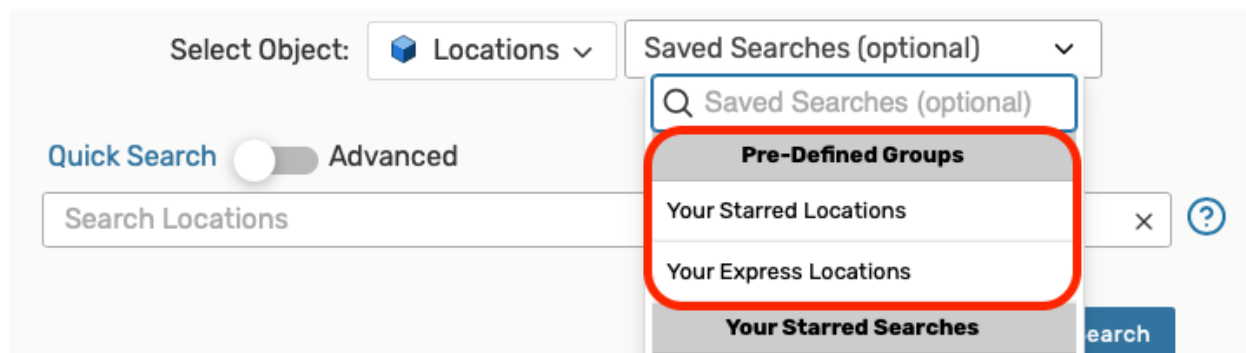 Select Object: Locations Saved Searches (optional)
Saved Searches (optional)
Quick Search Advanced
Pre-Defined Groups
Search Locations
Your Starred Locations
Your Express Locations
Your Starred Searches
earch